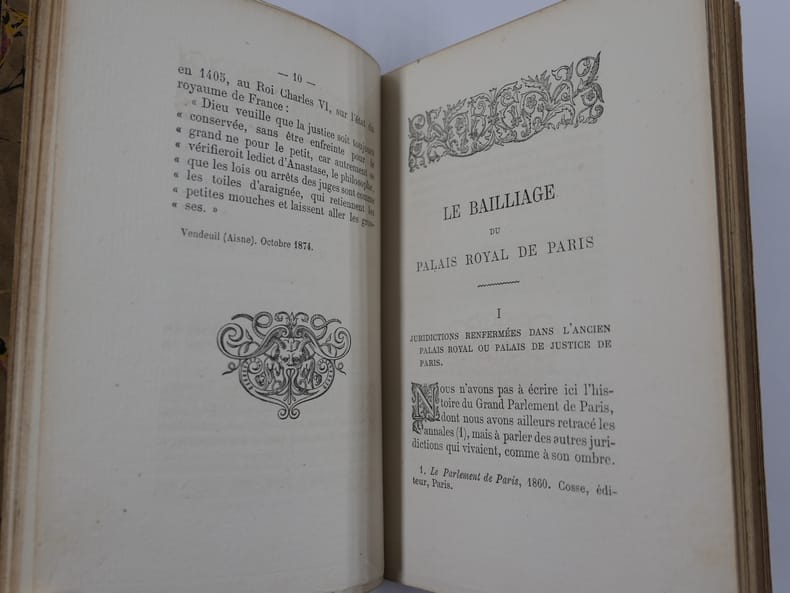 — 10 —
en 1405, au Roi Charles VI, sur l'état du
royaume de France :
« Dieu veuille que la justice soit toujours
« conservée, sans être enfreinte pour le
« grand ne pour le petit, car autrement se
« vérifieroit ledict d'Anastase, le philosophe,
« que les lois ou arrêts des juges sont comme
« les toiles d'araignée, qui retiennent les
« petites mouches et laissent aller les gros-
« ses. »
Vendeuil (Aisne). Octobre 1874.
LE BAILLIAGE
DU
PALAIS ROYAL DE PARIS
I
JURIDICTIONS RENFERMÉES DANS L'ANCIEN
PALAIS ROYAL OU PALAIS DE JUSTICE DE
PARIS.
Nous n'avons pas à écrire ici l'his-
toire du Grand Parlement de Paris,
dont nous avons ailleurs retracé les
annales (1), mais à parler des autres juri-
dictions qui vivaient, comme à son ombre.
1. Le Parlement de Paris, 1860. Cosse, édi-
teur, Paris.